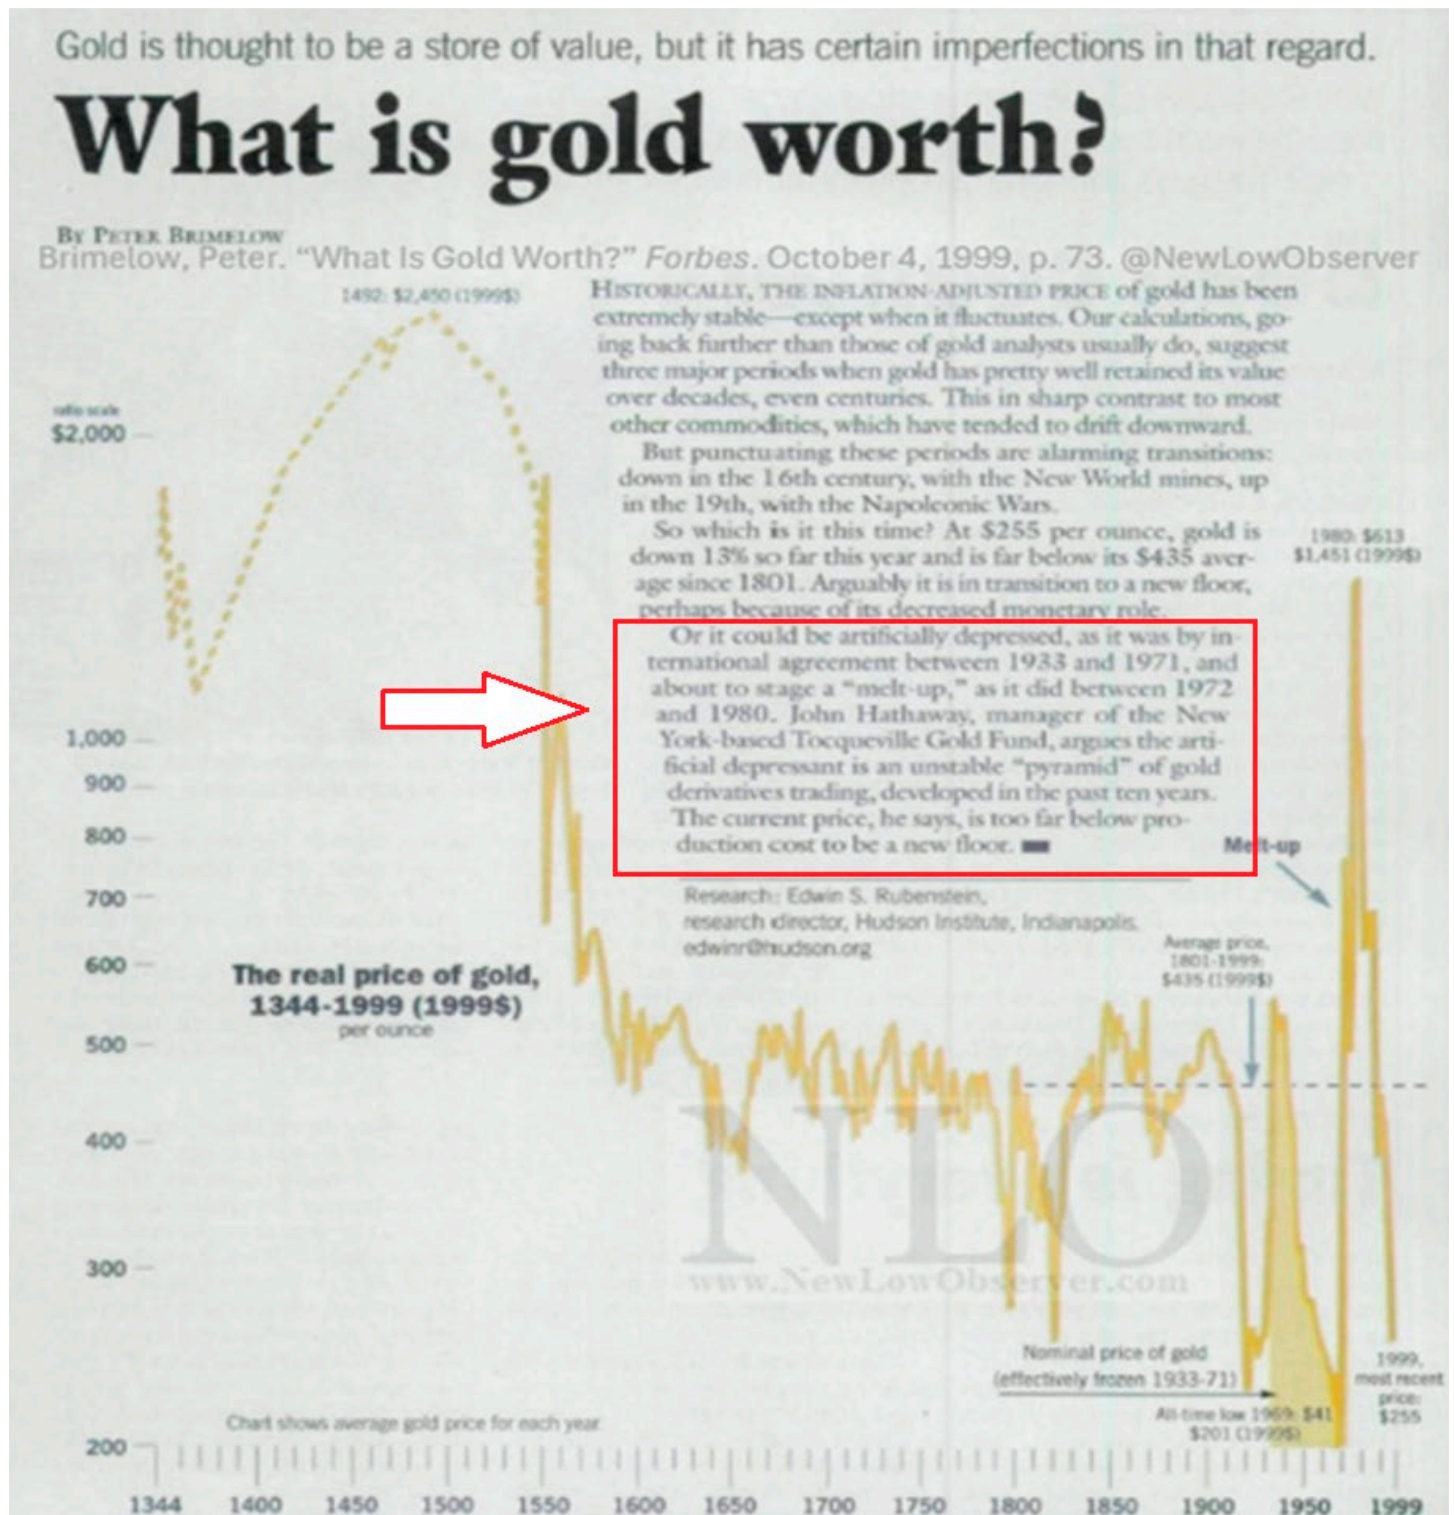 Gold is thought to be a store of value, but it has certain imperfections in that regard.
What is gold worth?
BY PETER BRIMELOW
Brimelow, Peter. “What Is Gold Worth?” Forbes. October 4, 1999, p. 73. @NewLowObserver
1492: $2,450 (1999$)
HISTORICALLY, THE INFLATION-ADJUSTED PRICE of gold has been
extremely stable—except when it fluctuates. Our calculations, go-
ing back further than those of gold analysts usually do, suggest
three major periods when gold has pretty well retained its value
over decades, even centuries. This in sharp contrast to most
other commodities, which have tended to drift downward.
But punctuating these periods are alarming transitions:
down in the 16th century, with the New World mines, up
in the 19th, with the Napoleonic Wars.
So which is it this time? At $255 per ounce, gold is
down 13% so far this year and is far below its $435 aver-
age since 1801. Arguably it is in transition to a new floor,
perhaps because of its decreased monetary role.
Or it could be artificially depressed, as it was by in-
ternational agreement between 1933 and 1971, and
about to stage a “melt-up,” as it did between 1972
and 1980. John Hathaway, manager of the New
York-based Tocqueville Gold Fund, argues the arti-
ficial depressant is an unstable “pyramid” of gold
derivatives trading, developed in the past ten years.
The current price, he says, is too far below pro-
duction cost to be a new floor.
Research: Edwin S. Rubenstein,
research director, Hudson Institute, Indianapolis.
edwinr@hudson.org
ratio scale
$2,000
1,000
900
800
700
600
500
400
300
200
The real price of gold,
1344-1999 (1999$)
per ounce
1980: $613
$1,451 (1999$)
Melt-up
Average price,
1801-1999:
$435 (1999$)
NLO
www.NewLowObserver.com
Nominal price of gold
(effectively frozen 1933-71)
All-time low 1969: $41
$201 (1999$)
1999,
most recent
price:
$255
Chart shows average gold price for each year
1344 1400 1450 1500 1550 1600 1650 1700 1750 1800 1850 1900 1950 1999